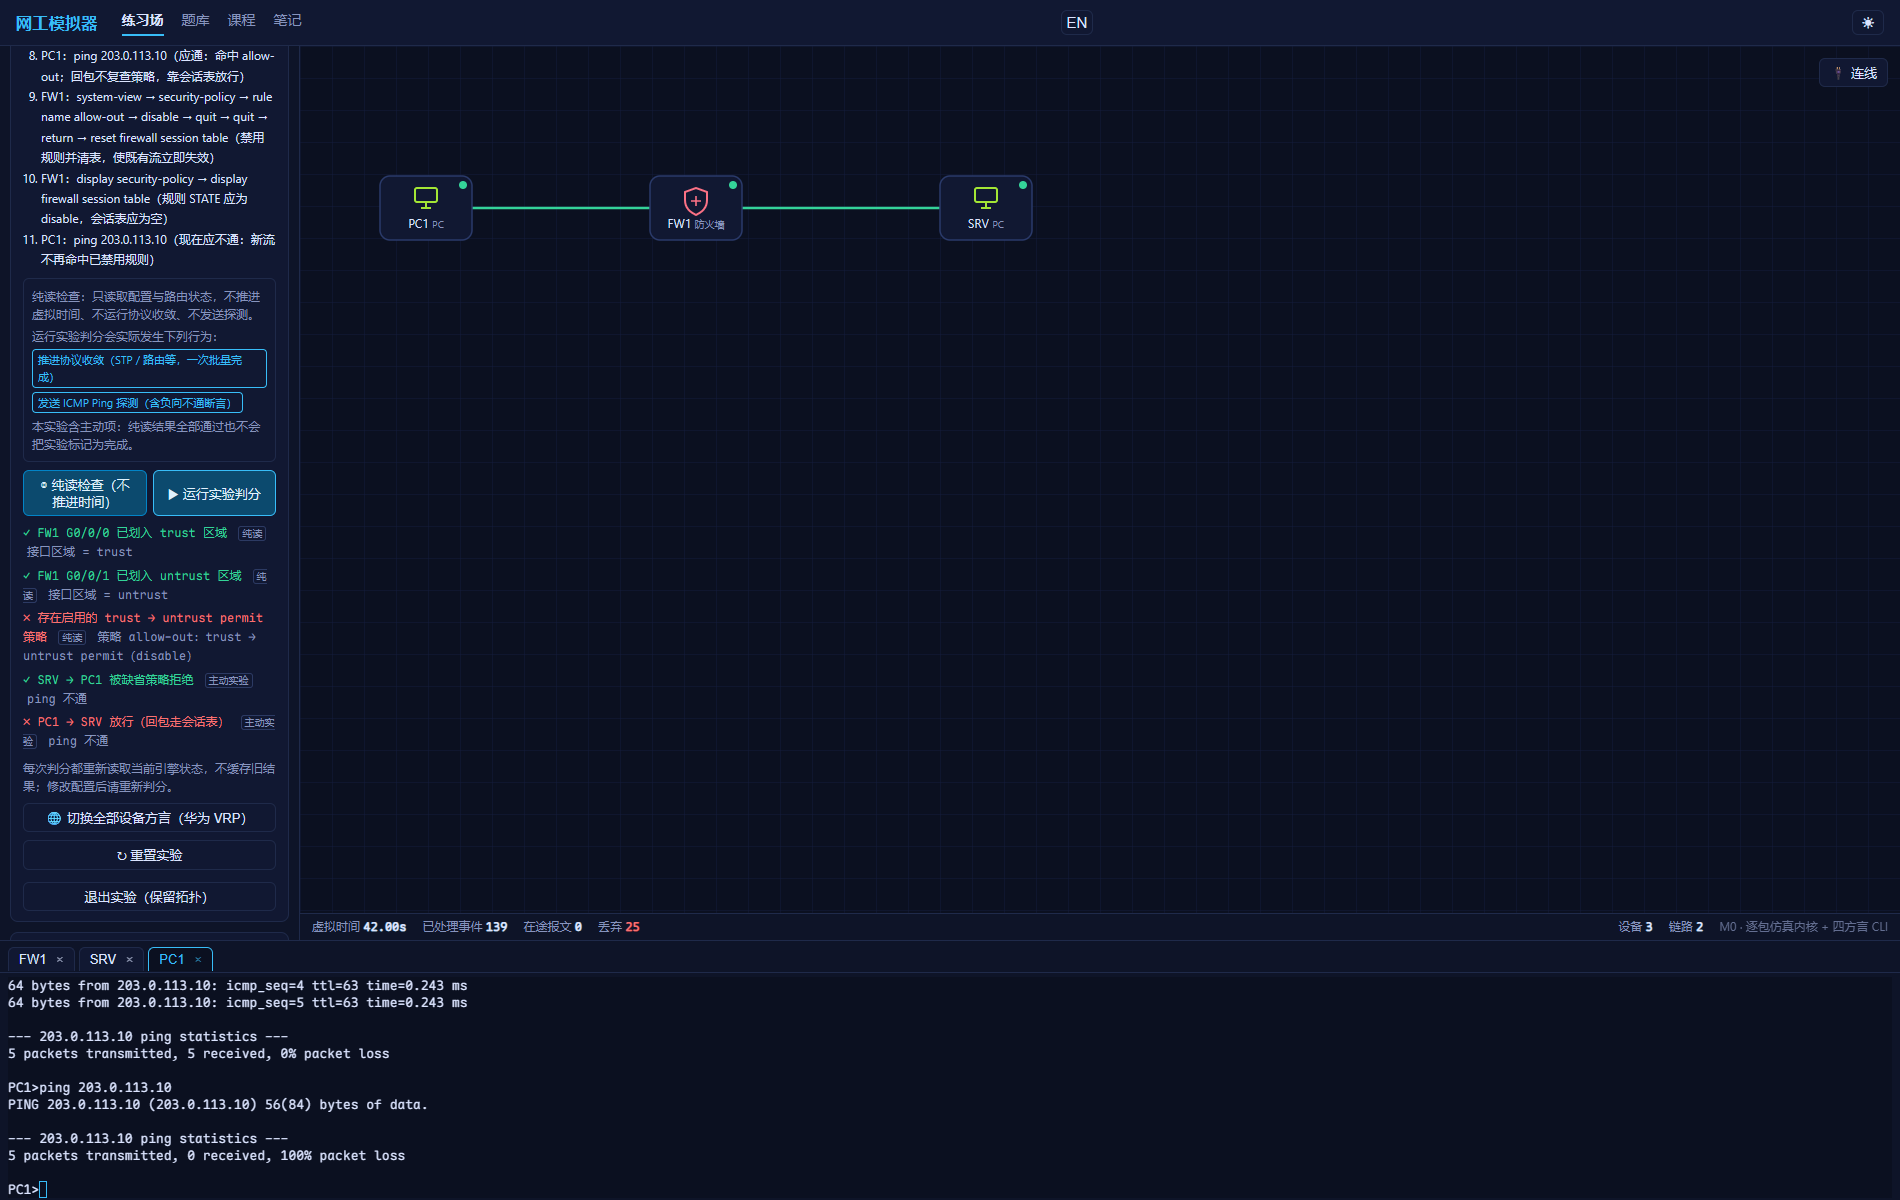 网工模拟器 练习场 题库 课程 笔记 EN
8. PC1：ping 203.0.113.10（应通：命中 allow-
out；回包不复查策略，靠会话表放行）
9. FW1：system-view → security-policy → rule
name allow-out → disable → quit → quit →
return → reset firewall session table（禁用
规则并清表，使既有流立即失效）
10. FW1：display security-policy → display
firewall session table（规则 STATE 应为
disable，会话表应为空）
11. PC1：ping 203.0.113.10（现在应不通：新流
不再命中已禁用规则）
纯读检查：只读取配置与路由状态，不推进
虚拟时间、不运行协议收敛、不发送探测。
运行实验判分会实际发生下列行为：
推进协议收敛（STP / 路由等，一次批量完
成）
发送 ICMP Ping 探测（含负向不通断言）
本实验含主动项：纯读结果全部通过也不会
把实验标记为完成。
纯读检查（不
推进时间）
▶ 运行实验判分
✓ FW1 G0/0/0 已划入 trust 区域 纯读
接口区域 = trust
✓ FW1 G0/0/1 已划入 untrust 区域 纯
读 接口区域 = untrust
✕ 存在启用的 trust → untrust permit
策略 纯读 策略 allow-out：trust →
untrust permit（disable）
✓ SRV → PC1 被缺省策略拒绝 主动实验
ping 不通
✕ PC1 → SRV 放行（回包走会话表） 主动实
验 ping 不通
每次判分都重新读取当前引擎状态，不缓存旧结
果；修改配置后请重新判分。
切换全部设备方言（华为 VRP）
↻ 重置实验
退出实验（保留拓扑）
连线
PC1 PC
FW1 防火墙
SRV PC
虚拟时间 42.00s 已处理事件 139 在途报文 0 丢弃 25
设备 3 链路 2 M0 · 逐包仿真内核 + 四方言 CLI
FW1 × SRV × PC1 ×
64 bytes from 203.0.113.10: icmp_seq=4 ttl=63 time=0.243 ms
64 bytes from 203.0.113.10: icmp_seq=5 ttl=63 time=0.243 ms
--- 203.0.113.10 ping statistics ---
5 packets transmitted, 5 received, 0% packet loss
PC1>ping 203.0.113.10
PING 203.0.113.10 (203.0.113.10) 56(84) bytes of data.
--- 203.0.113.10 ping statistics ---
5 packets transmitted, 0 received, 100% packet loss
PC1>